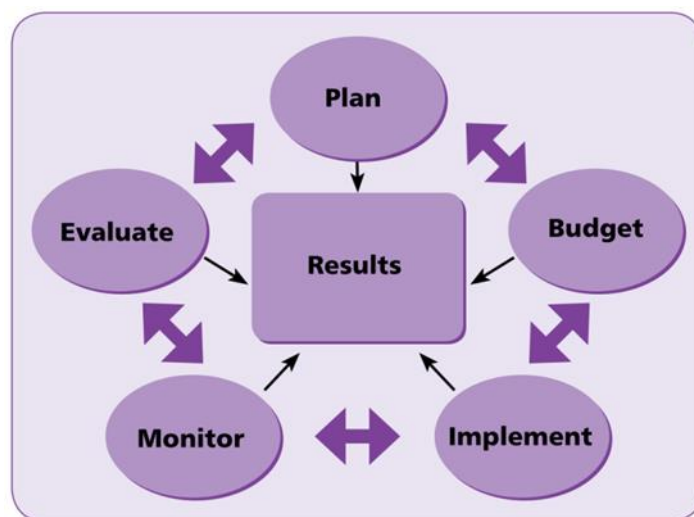 Plan
Evaluate
Budget
Results
Monitor
Implement